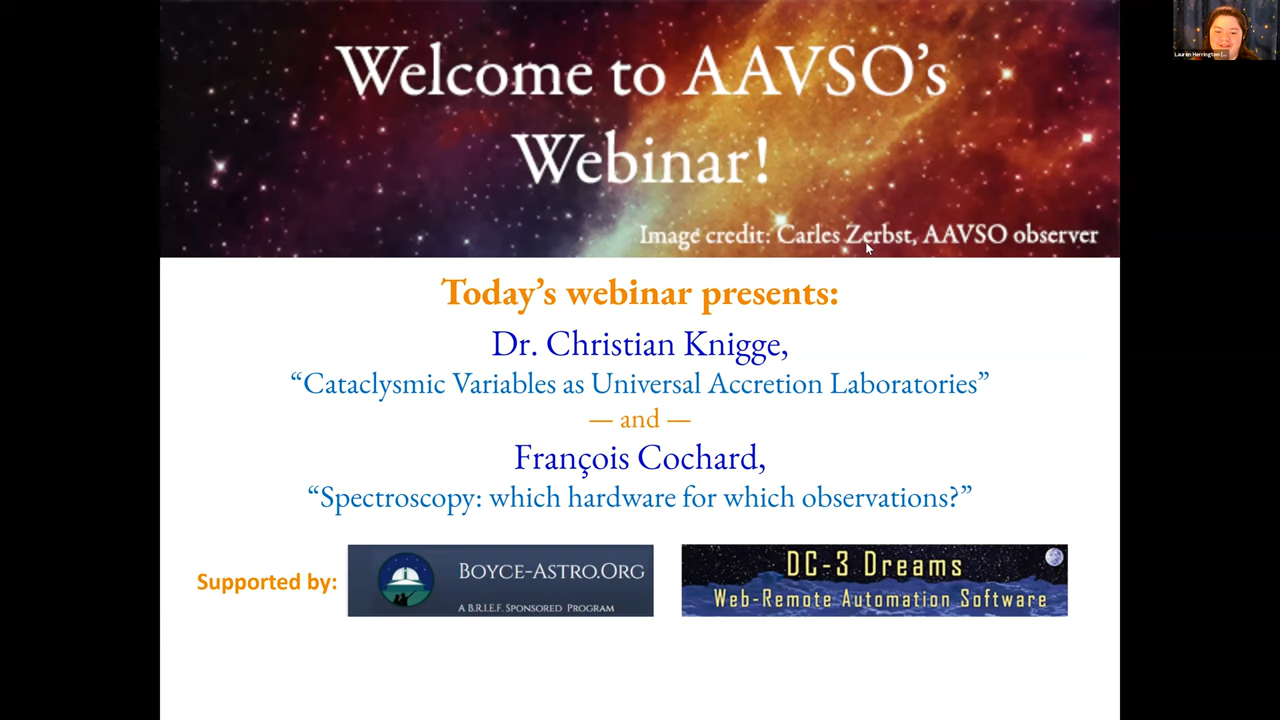 Welcome to AAVSO's
Webinar!
Image credit: Carles Zerbst, AAVSO observer
Today's webinar presents:
Dr. Christian Knigge,
“Cataclysmic Variables as Universal Accretion Laboratories”
— and —
François Cochard,
“Spectroscopy: which hardware for which observations?”
Supported by:
BOYCE-ASTRO.ORG
A B.R.I.E.F. SPONSORED PROGRAM
DC-3 Dreams
Web-Remote Automation Software
Lauren Herrington (...